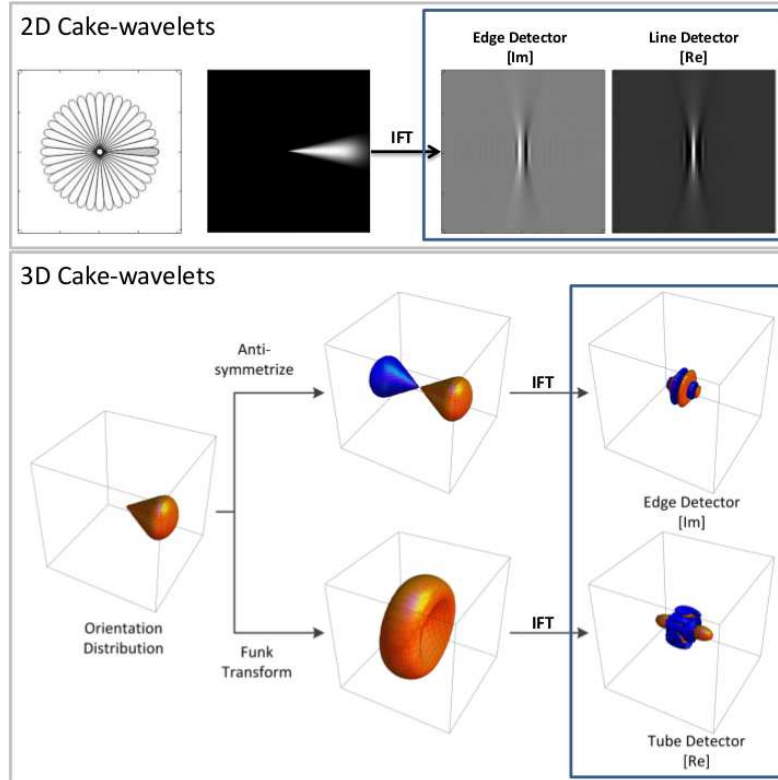 2D Cake-wavelets
Edge Detector
[Im]
Line Detector
[Re]
IFT
3D Cake-wavelets
Anti-
symmetrize
IFT
Edge Detector
[Im]
Orientation
Distribution
Funk
Transform
IFT
Tube Detector
[Re]